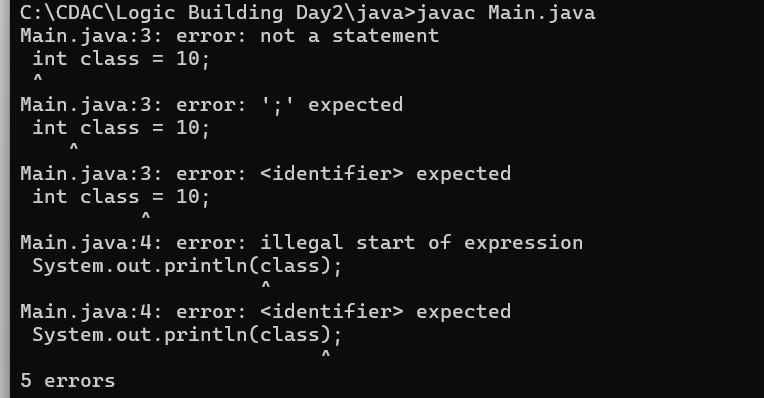 C:\CDAC\Logic Building Day2\java>javac Main.java
Main.java:3: error: not a statement
 int class = 10;
 ^
Main.java:3: error: ';' expected
 int class = 10;
    ^
Main.java:3: error: <identifier> expected
 int class = 10;
          ^
Main.java:4: error: illegal start of expression
 System.out.println(class);
                    ^
Main.java:4: error: <identifier> expected
 System.out.println(class);
                         ^
5 errors